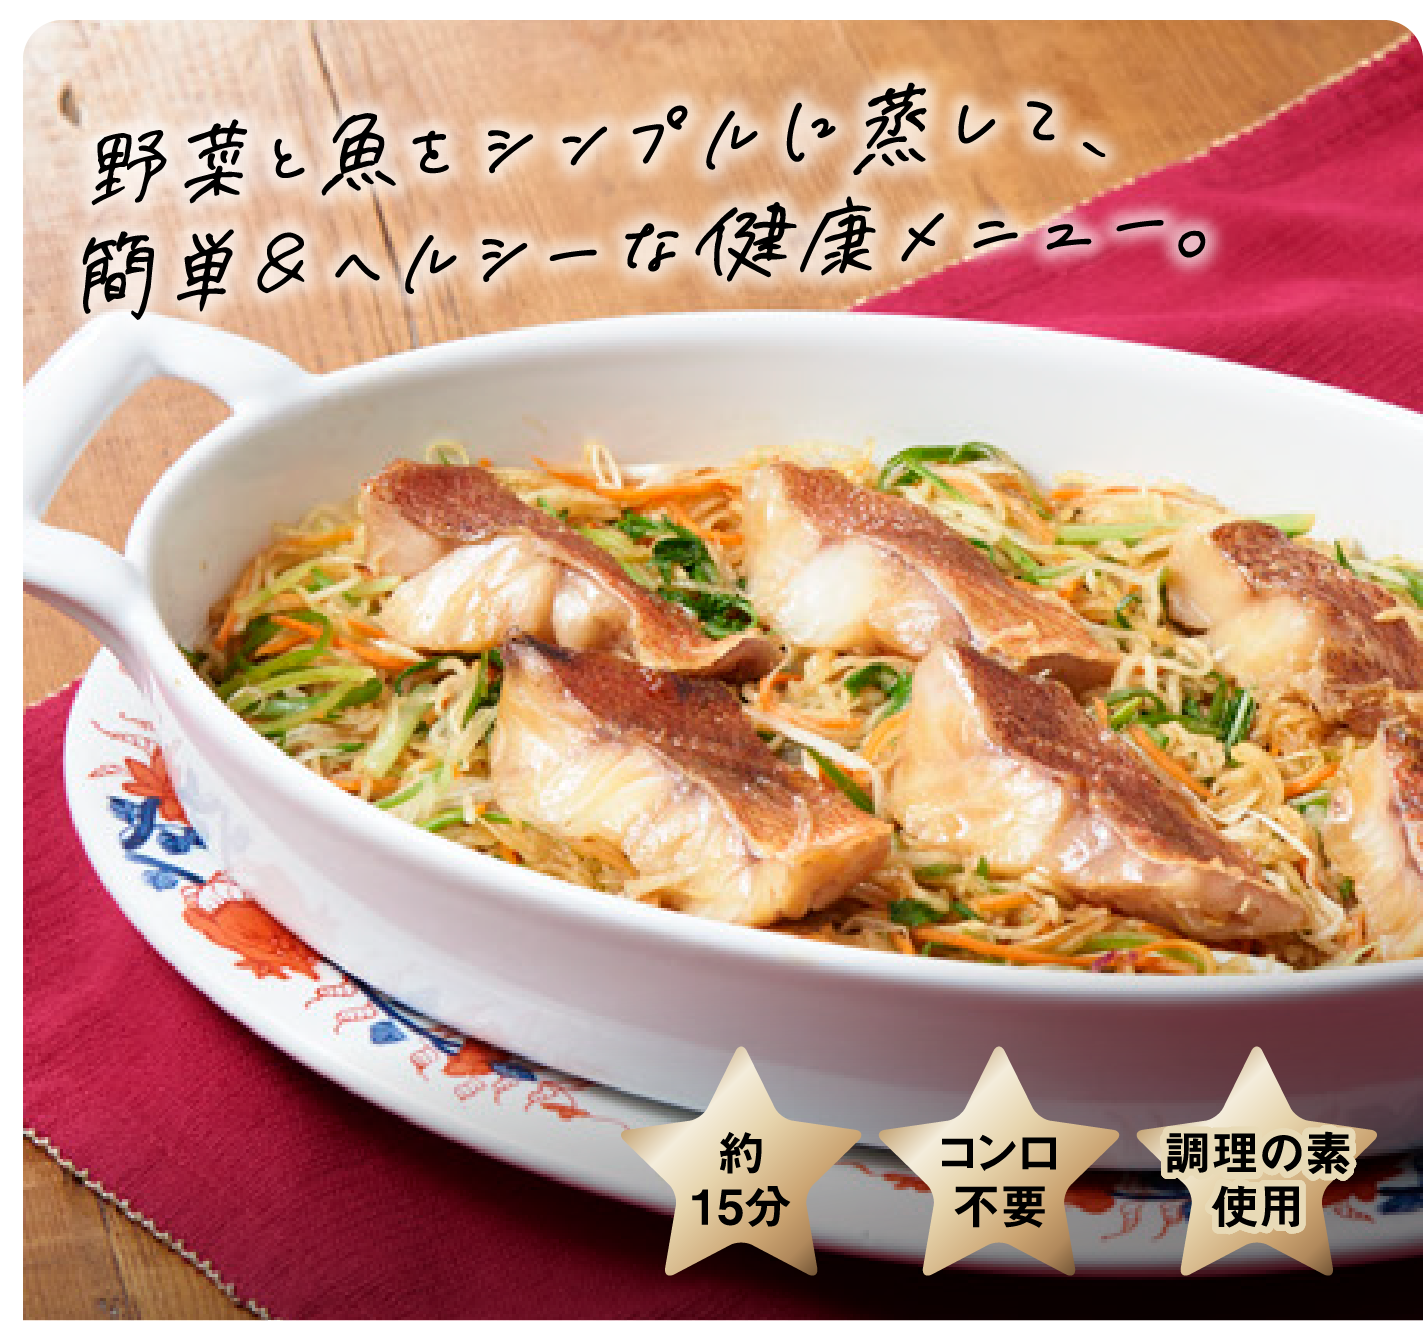 野菜と魚をシンプルに蒸して、
簡単&ヘルシーな健康メニュー。
約
15分
コンロ
不要
調理の素
使用